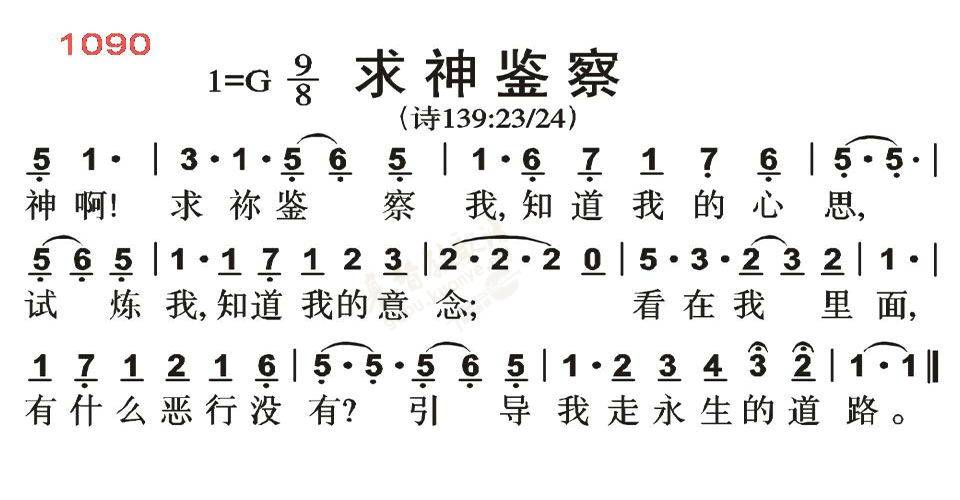 1090
1=G 9/8 求神鉴察
(诗139:23/24)
5 1· | 3·1·5 6 5 | 1·6 7 1 7 6 | 5·5· |
神啊! 求祢鉴察我,知道我的心思,
5 6 5 | 1·1 7 1 2 3 | 2·2·2 0 | 5·3·2 3 2 | 1· |
试炼我,知道我的意念; 看在我里面,
1 7 1 2 1 6 | 5·5·5 6 5 | 1·2 3 4 3 2 | 1·1 ‖
有什么恶行没有? 引导我走永生的道路。